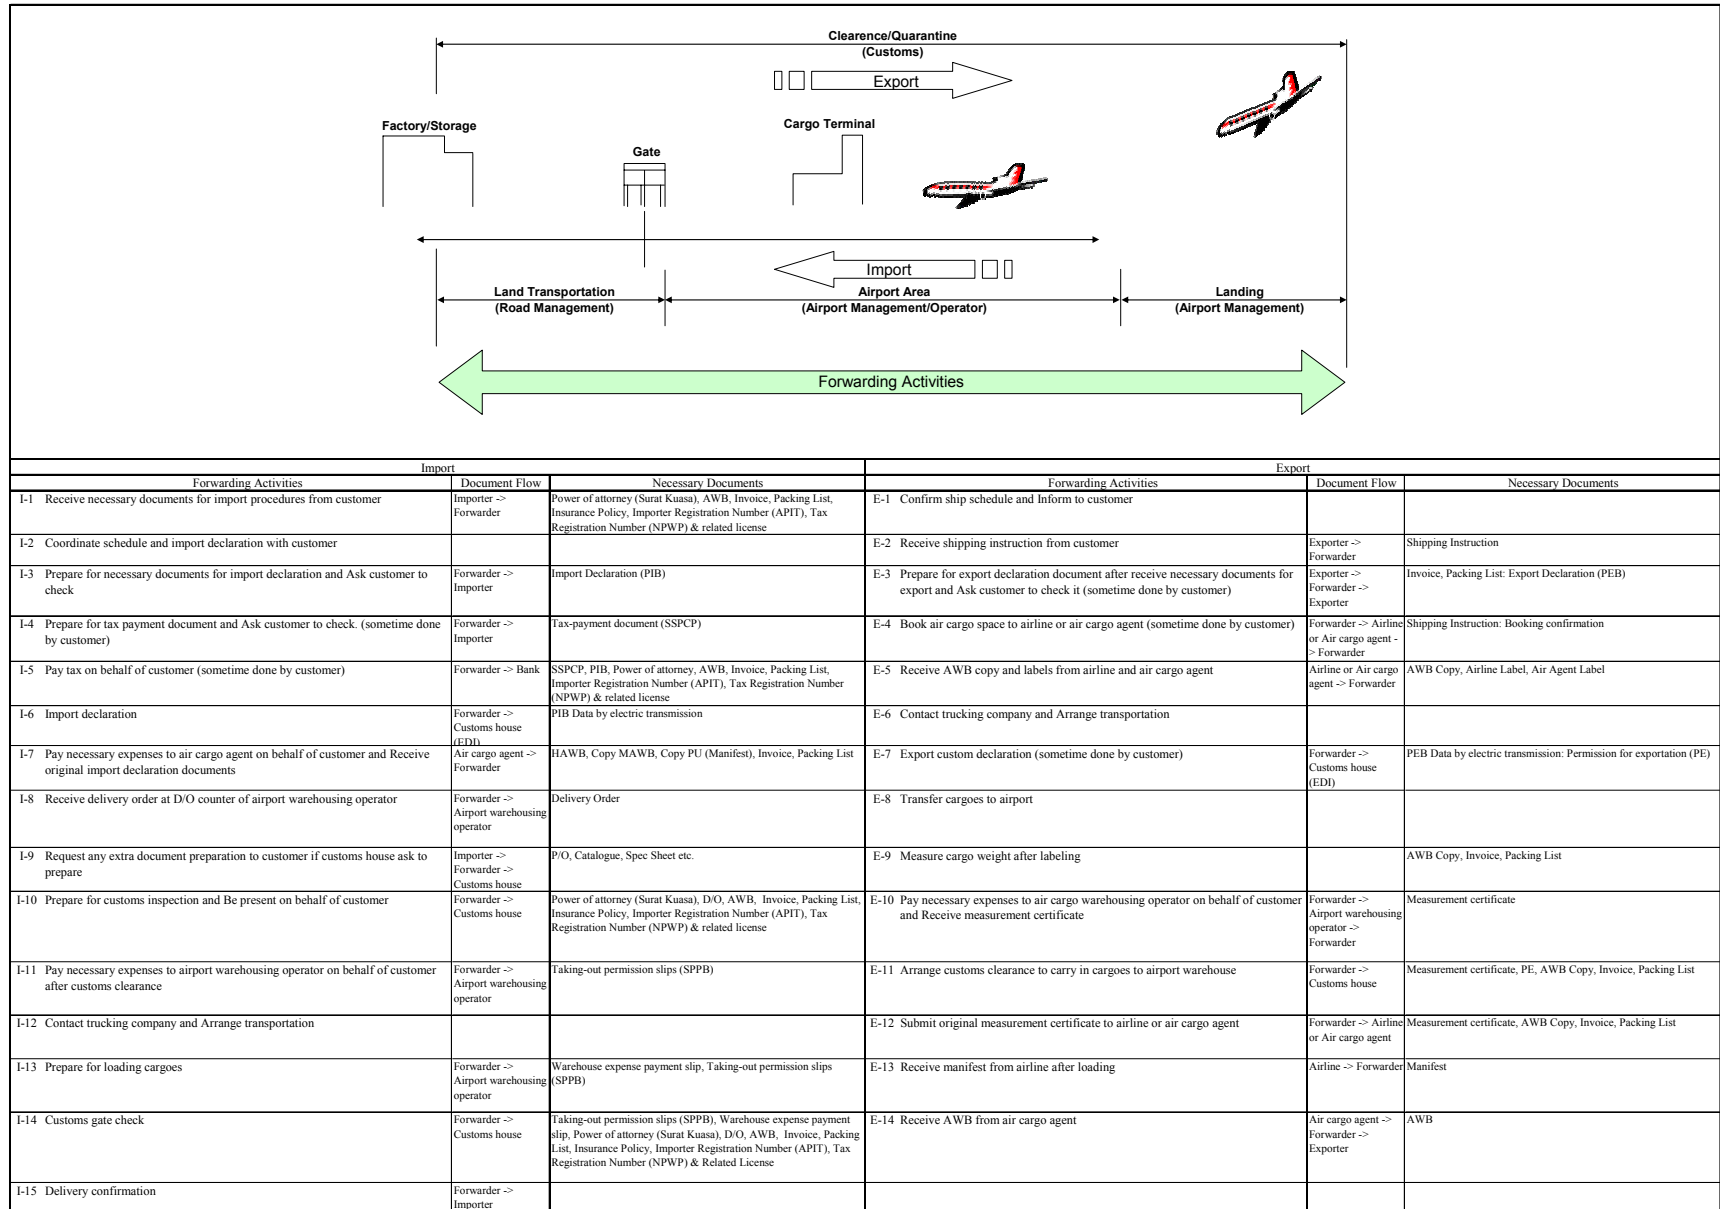 Clearence/Quarantine
(Customs)
Export
Factory/Storage
Cargo Terminal
Gate
Import
Land Transportation
(Road Management)
Airport Area
(Airport Management/Operator)
Landing
(Airport Management)
Forwarding Activities
Import
Export
Forwarding Activities
Document Flow
Necessary Documents
Forwarding Activities
Document Flow
Necessary Documents
I-1 Receive necessary documents for import procedures from customer
Importer ->
Forwarder
Power of attorney (Surat Kuasa), AWB, Invoice, Packing List,
Insurance Policy, Importer Registration Number (APIT), Tax
Registration Number (NPWP) & related license
E-1 Confirm ship schedule and Inform to customer
I-2 Coordinate schedule and import declaration with customer
E-2 Receive shipping instruction from customer
Exporter ->
Forwarder
Shipping Instruction
I-3 Prepare for necessary documents for import declaration and Ask customer to
check
Forwarder ->
Importer
Import Declaration (PIB)
E-3 Prepare for export declaration document after receive necessary documents for
export and Ask customer to check it (sometime done by customer)
Exporter ->
Forwarder ->
Exporter
Invoice, Packing List: Export Declaration (PEB)
I-4 Prepare for tax payment document and Ask customer to check. (sometime done
by customer)
Forwarder ->
Importer
Tax-payment document (SSPCP)
E-4 Book air cargo space to airline or air cargo agent (sometime done by customer)
Forwarder -> Airline
or Air cargo agent -
> Forwarder
Shipping Instruction: Booking confirmation
I-5 Pay tax on behalf of customer (sometime done by customer)
Forwarder -> Bank
SSPCP, PIB, Power of attorney, AWB, Invoice, Packing List,
Importer Registration Number (APIT), Tax Registration Number
(NPWP) & related license
E-5 Receive AWB copy and labels from airline and air cargo agent
Airline or Air cargo
agent -> Forwarder
AWB Copy, Airline Label, Air Agent Label
I-6 Import declaration
Forwarder ->
Customs house
(EDI)
PIB Data by electric transmission
E-6 Contact trucking company and Arrange transportation
I-7 Pay necessary expenses to air cargo agent on behalf of customer and Receive
original import declaration documents
Air cargo agent ->
Forwarder
HAWB, Copy MAWB, Copy PU (Manifest), Invoice, Packing List
E-7 Export custom declaration (sometime done by customer)
Forwarder ->
Customs house
(EDI)
PEB Data by electric transmission: Permission for exportation (PE)
I-8 Receive delivery order at D/O counter of airport warehousing operator
Forwarder ->
Airport warehousing
operator
Delivery Order
E-8 Transfer cargoes to airport
I-9 Request any extra document preparation to customer if customs house ask to
prepare
Importer ->
Forwarder ->
Customs house
P/O, Catalogue, Spec Sheet etc.
E-9 Measure cargo weight after labeling
AWB Copy, Invoice, Packing List
I-10 Prepare for customs inspection and Be present on behalf of customer
Forwarder ->
Customs house
Power of attorney (Surat Kuasa), D/O, AWB, Invoice, Packing List,
Insurance Policy, Importer Registration Number (APIT), Tax
Registration Number (NPWP) & related license
E-10 Pay necessary expenses to air cargo warehousing operator on behalf of customer
and Receive measurement certificate
Forwarder ->
Airport warehousing
operator ->
Forwarder
Measurement certificate
I-11 Pay necessary expenses to airport warehousing operator on behalf of customer
after customs clearance
Forwarder ->
Airport warehousing
operator
Taking-out permission slips (SPPB)
E-11 Arrange customs clearance to carry in cargoes to airport warehouse
Forwarder ->
Customs house
Measurement certificate, PE, AWB Copy, Invoice, Packing List
I-12 Contact trucking company and Arrange transportation
E-12 Submit original measurement certificate to airline or air cargo agent
Forwarder -> Airline
or Air cargo agent
Measurement certificate, AWB Copy, Invoice, Packing List
I-13 Prepare for loading cargoes
Forwarder ->
Airport warehousing
operator
Warehouse expense payment slip, Taking-out permission slips
(SPPB)
E-13 Receive manifest from airline after loading
Airline -> Forwarder
Manifest
I-14 Customs gate check
Forwarder ->
Customs house
Taking-out permission slips (SPPB), Warehouse expense payment
slip, Power of attorney (Surat Kuasa), D/O, AWB, Invoice, Packing
List, Insurance Policy, Importer Registration Number (APIT), Tax
Registration Number (NPWP) & Related License
E-14 Receive AWB from air cargo agent
Air cargo agent ->
Forwarder ->
Exporter
AWB
I-15 Delivery confirmation
Forwarder ->
Importer